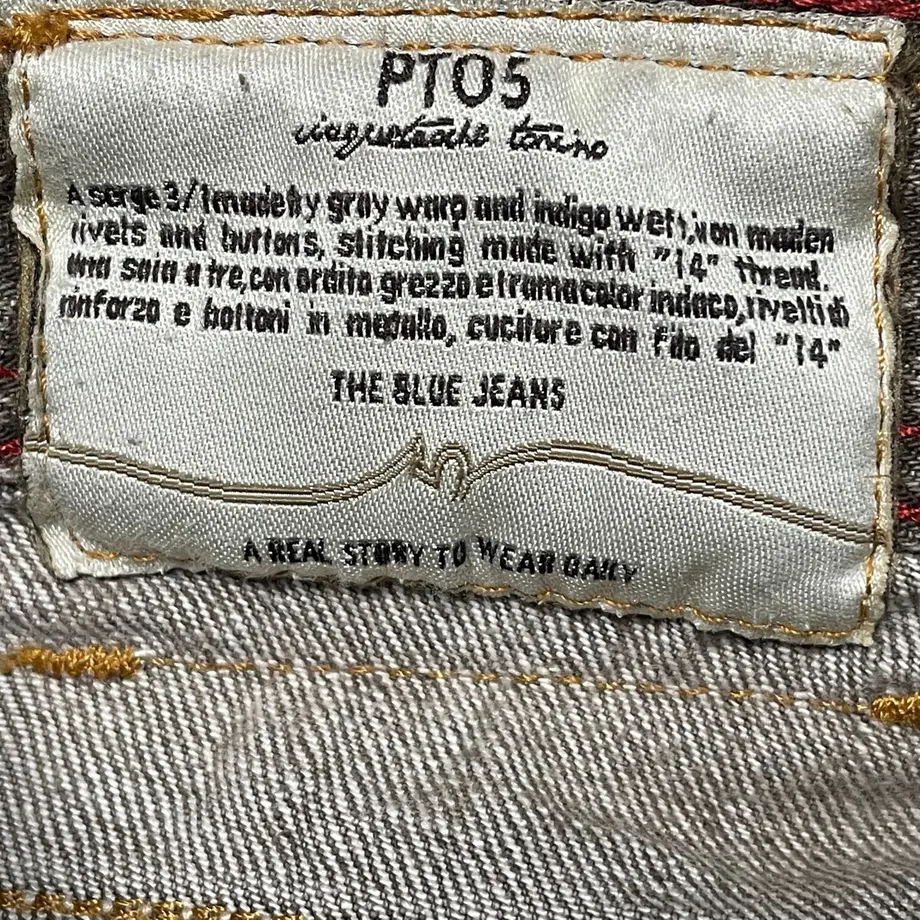 PT05
torino
A serge 3/1 made by gray warp and indigo weft, iron maden
rivets and buttons, stitching made with "14" thread.
una saia a tre, con ordito grezzo e trama color indaco, rivetti di
rinforzo e bottoni in metallo, cuciture con filo del "14"
THE BLUE JEANS
A REAL STORY TO WEAR DAILY